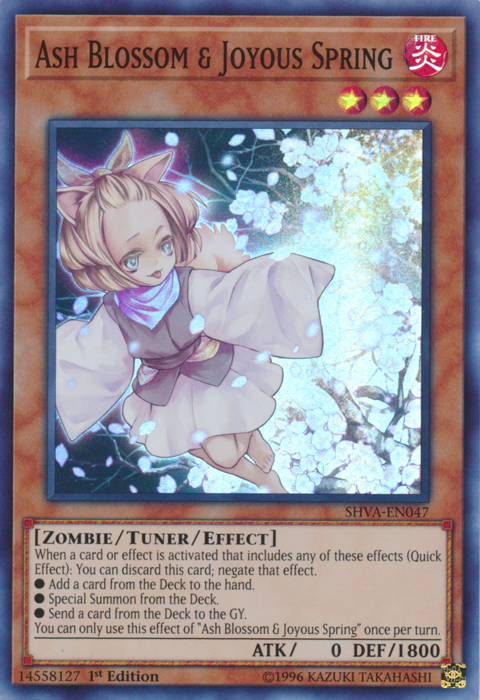 ASH BLOSSOM & JOYOUS SPRING
FIRE
炎
SHVA-EN047
[ZOMBIE/TUNER/EFFECT]
When a card or effect is activated that includes any of these effects (Quick
Effect): You can discard this card; negate that effect.
● Add a card from the Deck to the hand.
● Special Summon from the Deck.
● Send a card from the Deck to the GY.
You can only use this effect of "Ash Blossom & Joyous Spring" once per turn.
ATK/ 0 DEF/1800
14558127 1st Edition ©1996 KAZUKI TAKAHASHI